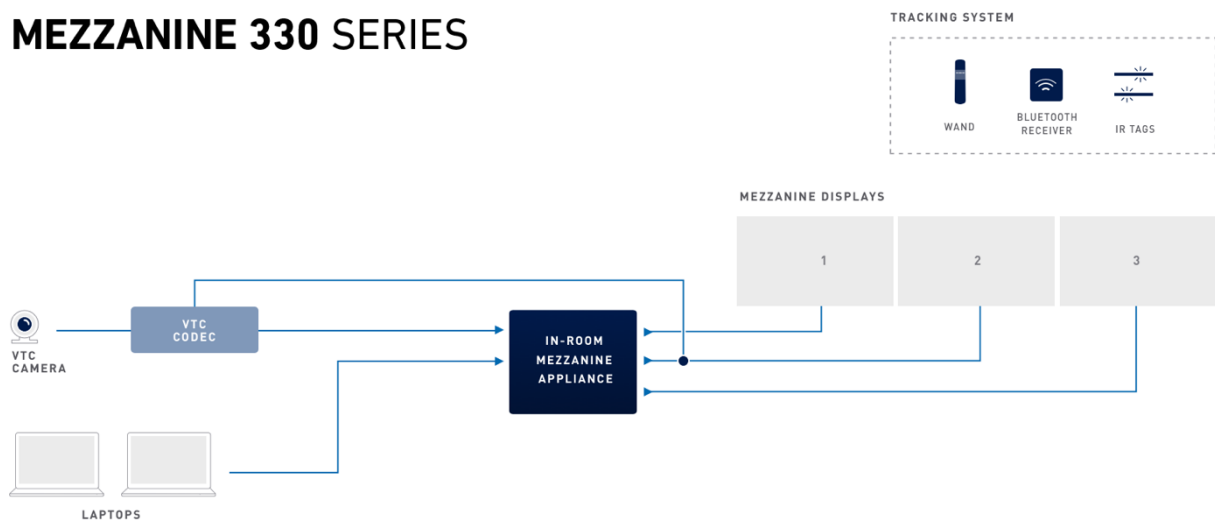 MEZZANINE 330 SERIES
TRACKING SYSTEM
WAND
BLUETOOTH
RECEIVER
IR TAGS
MEZZANINE DISPLAYS
1
2
3
VTC
CAMERA
VTC
CODEC
IN-ROOM
MEZZANINE
APPLIANCE
LAPTOPS